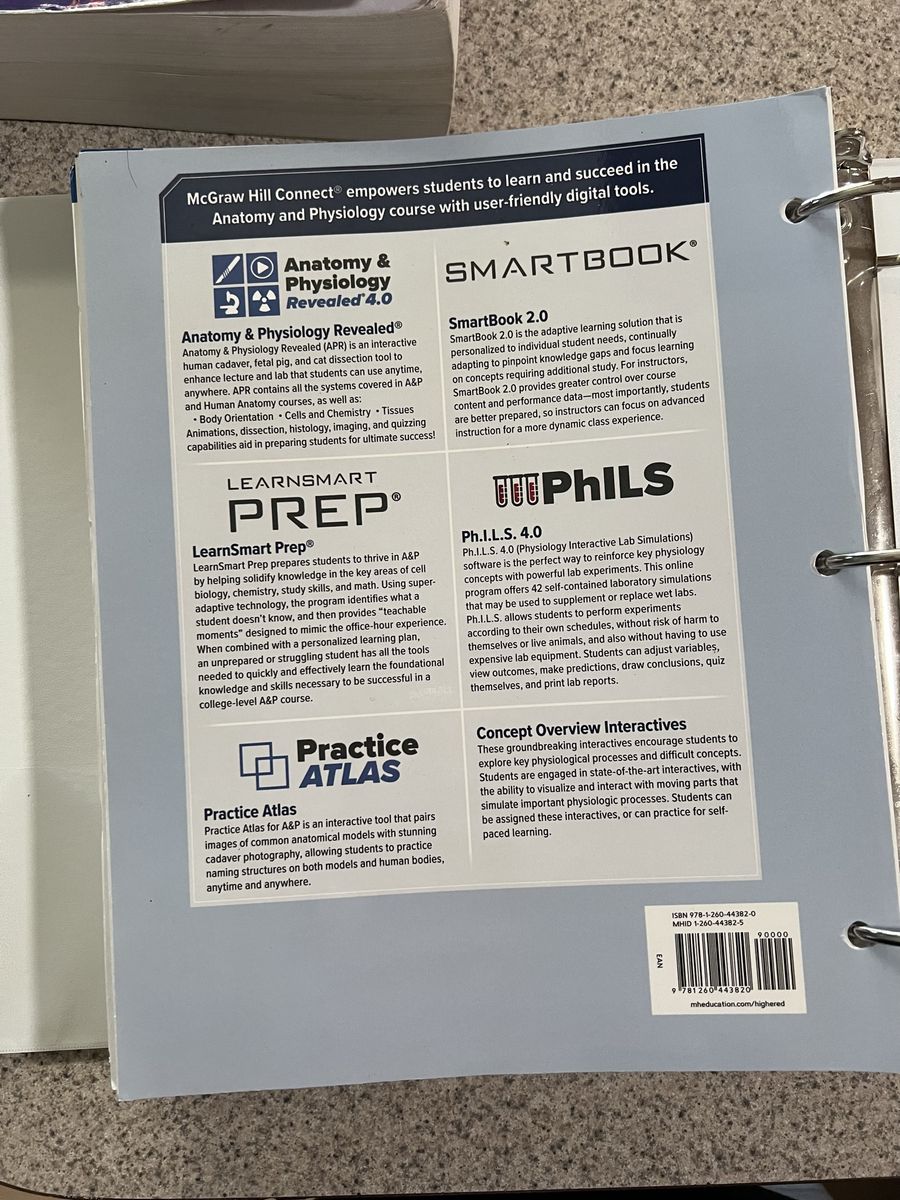 McGraw Hill Connect® empowers students to learn and succeed in the
Anatomy and Physiology course with user-friendly digital tools.
Anatomy &
Physiology
Revealed® 4.0
Anatomy & Physiology Revealed®
Anatomy & Physiology Revealed (APR) is an interactive
human cadaver, fetal pig, and cat dissection tool to
enhance lecture and lab that students can use anytime,
anywhere. APR contains all the systems covered in A&P
and Human Anatomy courses, as well as:
• Body Orientation • Cells and Chemistry • Tissues
Animations, dissection, histology, imaging, and quizzing
capabilities aid in preparing students for ultimate success!
SMARTBOOK®
SmartBook 2.0
SmartBook 2.0 is the adaptive learning solution that is
personalized to individual student needs, continually
adapting to pinpoint knowledge gaps and focus learning
on concepts requiring additional study. For instructors,
SmartBook 2.0 provides greater control over course
content and performance data—most importantly, students
are better prepared, so instructors can focus on advanced
instruction for a more dynamic class experience.
LEARNSMART
PREP®
LearnSmart Prep®
LearnSmart Prep prepares students to thrive in A&P
by helping solidify knowledge in the key areas of cell
biology, chemistry, study skills, and math. Using super-
adaptive technology, the program identifies what a
student doesn't know, and then provides "teachable
moments" designed to mimic the office-hour experience.
When combined with a personalized learning plan,
an unprepared or struggling student has all the tools
needed to quickly and effectively learn the foundational
knowledge and skills necessary to be successful in a
college-level A&P course.
PhILS
Ph.I.L.S. 4.0
Ph.I.L.S. 4.0 (Physiology Interactive Lab Simulations)
software is the perfect way to reinforce key physiology
concepts with powerful lab experiments. This online
program offers 42 self-contained laboratory simulations
that may be used to supplement or replace wet labs.
Ph.I.L.S. allows students to perform experiments
according to their own schedules, without risk of harm to
themselves or live animals, and also without having to use
expensive lab equipment. Students can adjust variables,
view outcomes, make predictions, draw conclusions, quiz
themselves, and print lab reports.
Practice
ATLAS
Practice Atlas
Practice Atlas for A&P is an interactive tool that pairs
images of common anatomical models with stunning
cadaver photography, allowing students to practice
naming structures on both models and human bodies,
anytime and anywhere.
Concept Overview Interactives
These groundbreaking interactives encourage students to
explore key physiological processes and difficult concepts.
Students are engaged in state-of-the-art interactives, with
the ability to visualize and interact with moving parts that
simulate important physiologic processes. Students can
be assigned these interactives, or can practice for self-
paced learning.
ISBN 978-1-260-44382-0
MHID 1-260-44382-5
90000
EAN
9 781260 443820
mheducation.com/highered